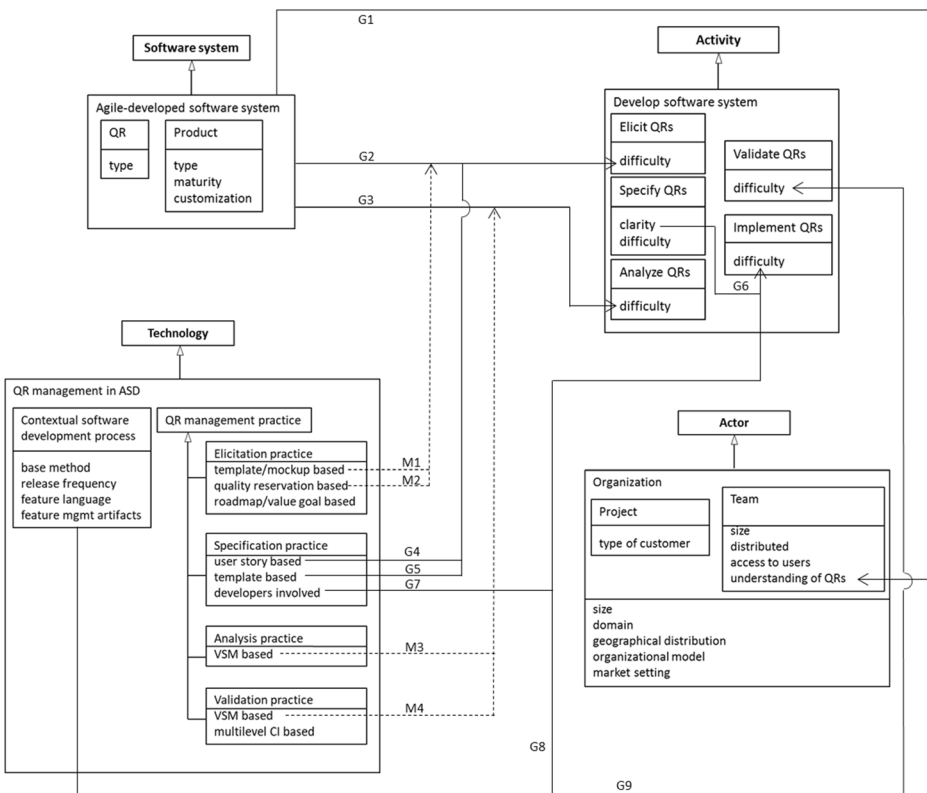 G1
Software system
Activity
Agile-developed software system
QR
type
Product
type
maturity
customization
G2
G3
Develop software system
Elicit QRs
difficulty
Specify QRs
clarity
difficulty
Analyze QRs
difficulty
Validate QRs
difficulty
Implement QRs
difficulty
G6
Technology
QR management in ASD
Contextual software
development process
base method
release frequency
feature language
feature mgmt artifacts
QR management practice
Elicitation practice
template/mockup based
quality reservation based
roadmap/value goal based
M1
M2
Specification practice
user story based
template based
developers involved
G4
G5
G7
Analysis practice
VSM based
M3
Validation practice
VSM based
multilevel CI based
M4
Actor
Organization
Project
type of customer
Team
size
distributed
access to users
understanding of QRs
size
domain
geographical distribution
organizational model
market setting
G8
G9